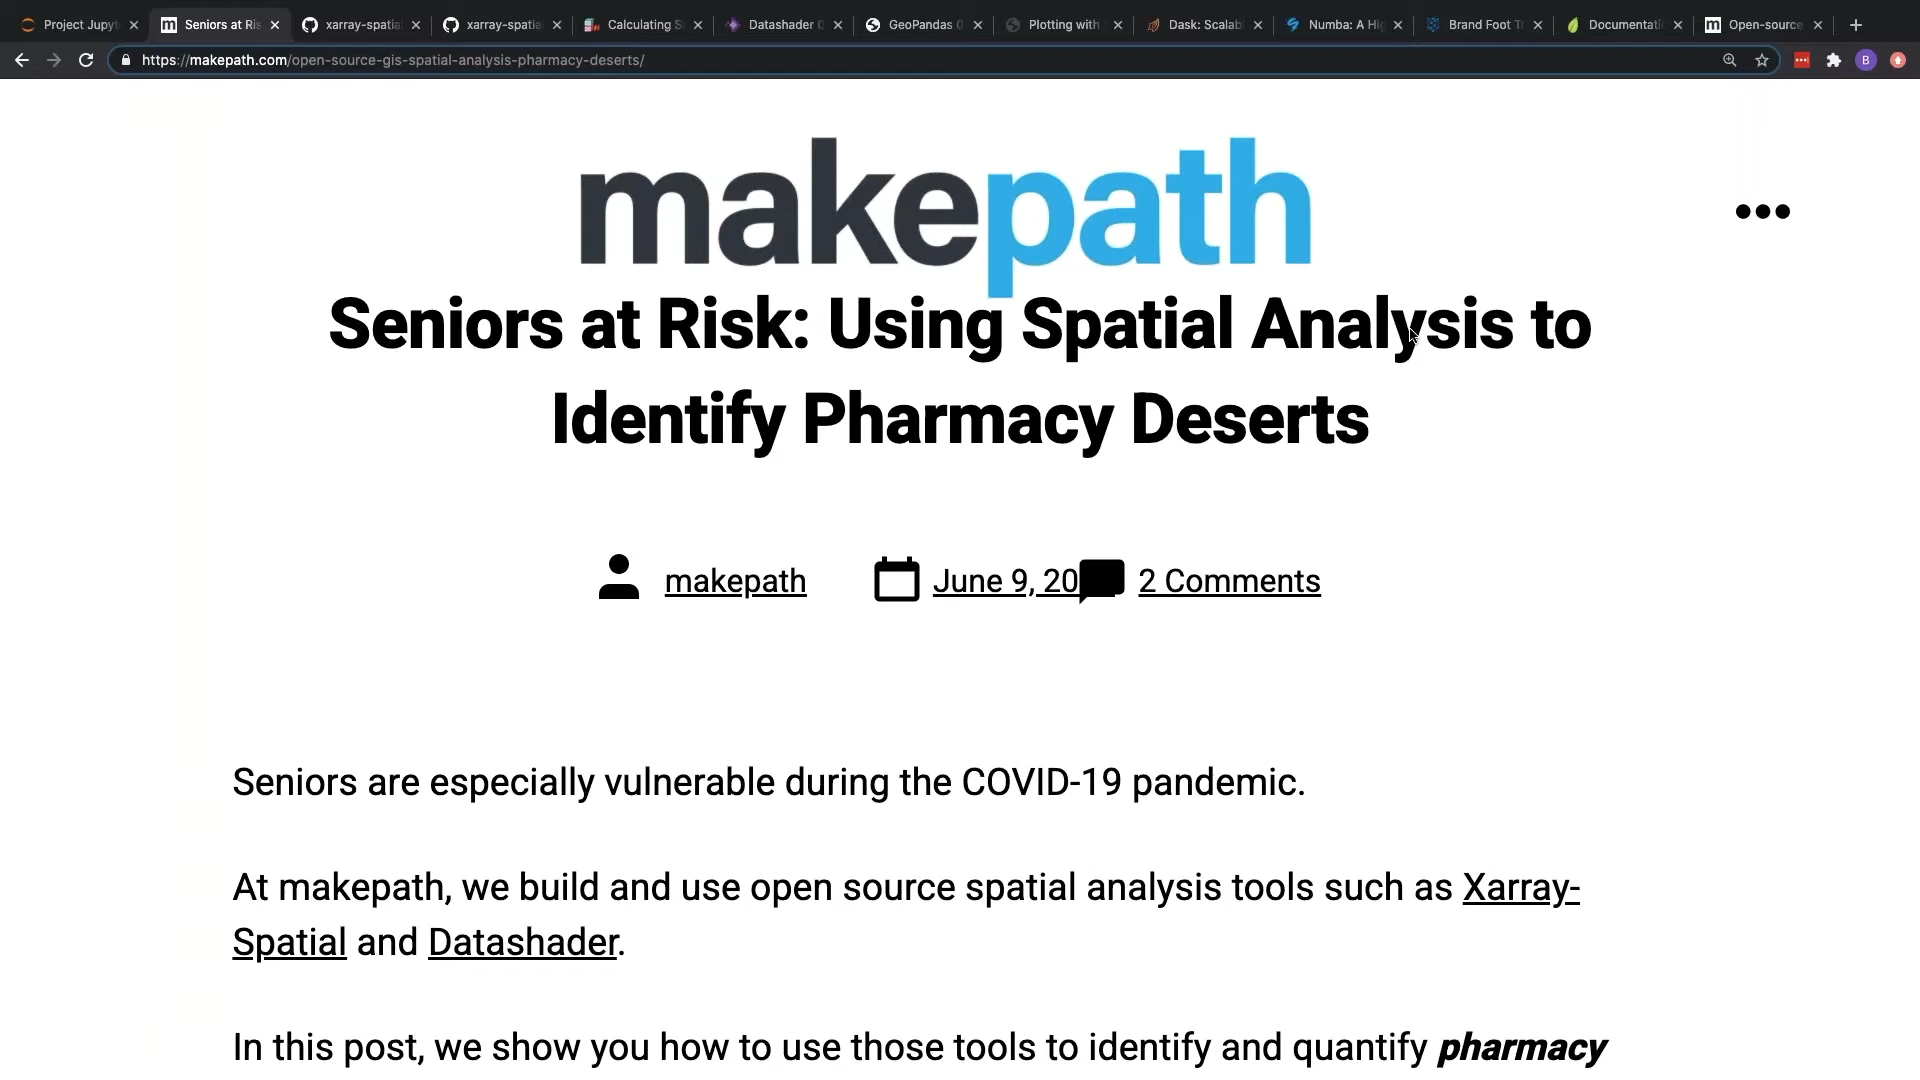 Project Jupyt
Seniors at Ris
xarray-spatia
xarray-spatia
Calculating S
Datashader 0
GeoPandas 0
Plotting with
Dask: Scalab
Numba: A Hi
Brand Foot T
Documentati
Open-source
https://makepath.com/open-source-gis-spatial-analysis-pharmacy-deserts/
B
makepath
Seniors at Risk: Using Spatial Analysis to
Identify Pharmacy Deserts
makepath June 9, 20 2 Comments
Seniors are especially vulnerable during the COVID-19 pandemic.
At makepath, we build and use open source spatial analysis tools such as Xarray-
Spatial and Datashader.
In this post, we show you how to use those tools to identify and quantify pharmacy